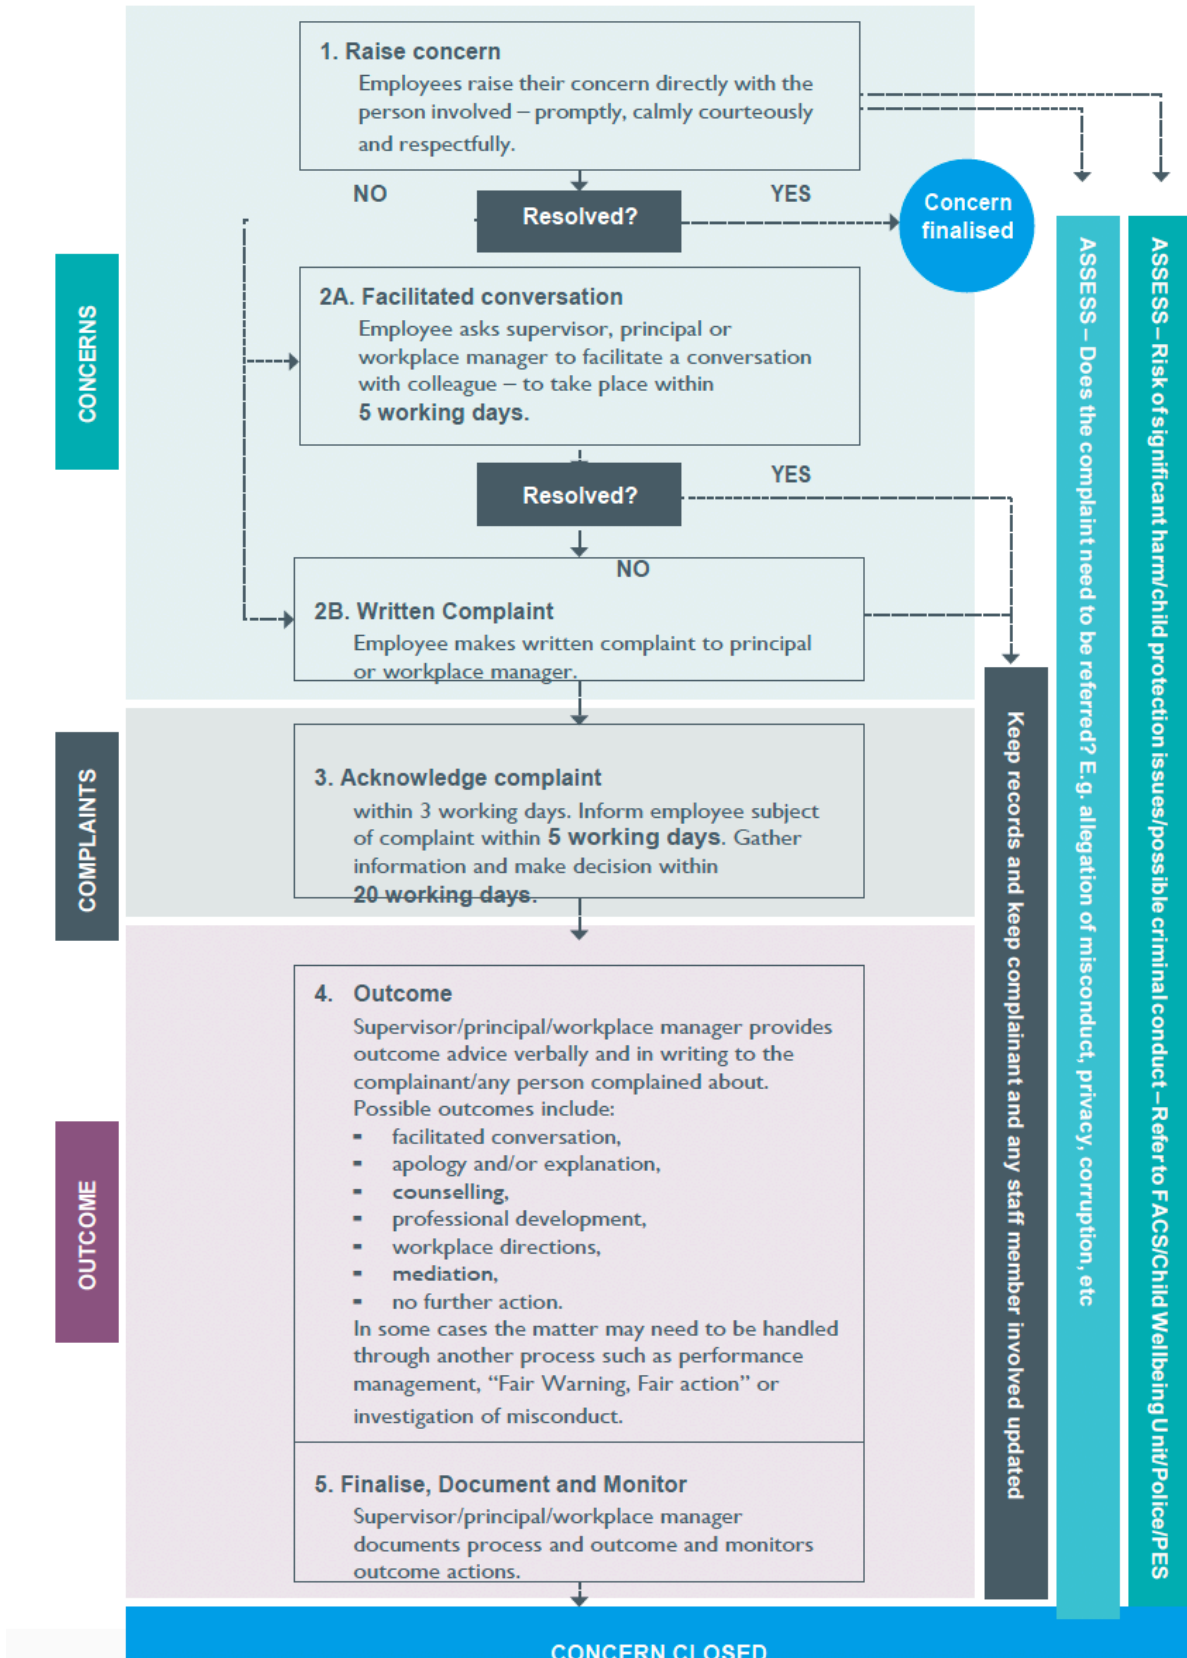 1. Raise concern
Employees raise their concern directly with the
person involved – promptly, calmly courteously
and respectfully.
NO
Resolved?
YES
Concern
finalised
CONCERNS
2A. Facilitated conversation
Employee asks supervisor, principal or
workplace manager to facilitate a conversation
with colleague – to take place within
5 working days.
Resolved?
YES
NO
2B. Written Complaint
Employee makes written complaint to principal
or workplace manager.
COMPLAINTS
3. Acknowledge complaint
within 3 working days. Inform employee subject
of complaint within 5 working days. Gather
information and make decision within
20 working days.
OUTCOME
4. Outcome
Supervisor/principal/workplace manager provides
outcome advice verbally and in writing to the
complainant/any person complained about.
Possible outcomes include:
- facilitated conversation,
- apology and/or explanation,
- counselling,
- professional development,
- workplace directions,
- mediation,
- no further action.
In some cases the matter may need to be handled
through another process such as performance
management, “Fair Warning, Fair action” or
investigation of misconduct.
5. Finalise, Document and Monitor
Supervisor/principal/workplace manager
documents process and outcome and monitors
outcome actions.
Keep records and keep complainant and any staff member involved updated
ASSESS – Does the complaint need to be referred? E.g. allegation of misconduct, privacy, corruption, etc
ASSESS – Risk of significant harm/child protection issues/possible criminal conduct – Refer to FACS/Child Wellbeing Unit/Police/PES
CONCERN CLOSED